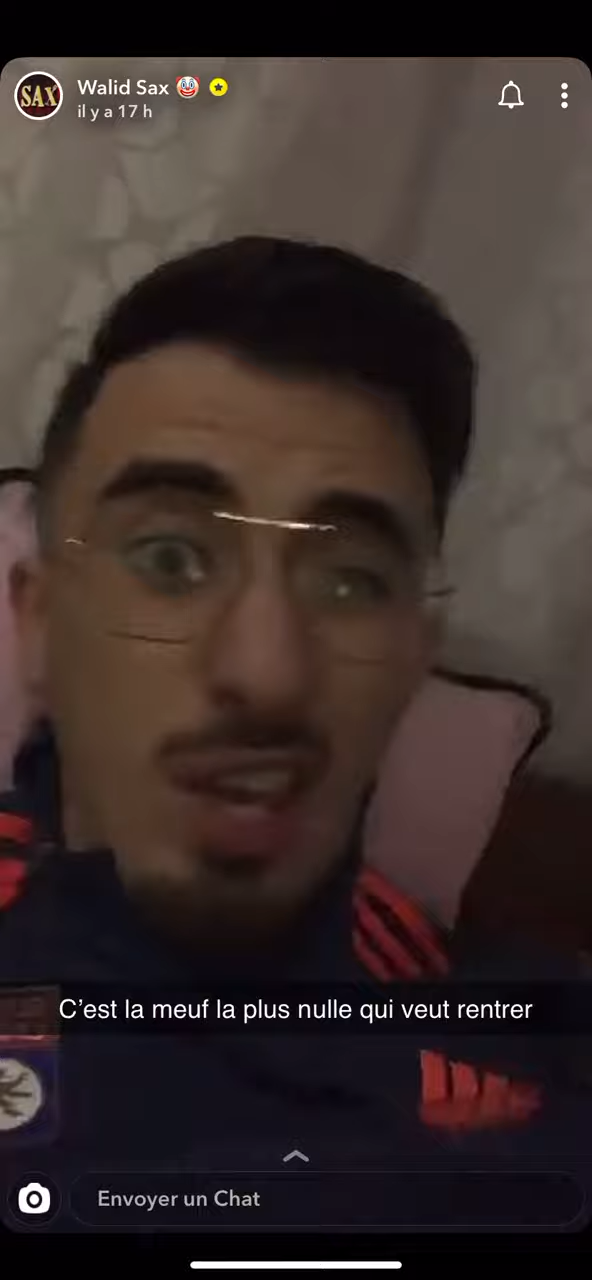 SAX
Walid Sax 🤡
il y a 17 h
C'est la meuf la plus nulle qui veut rentrer
Envoyer un Chat